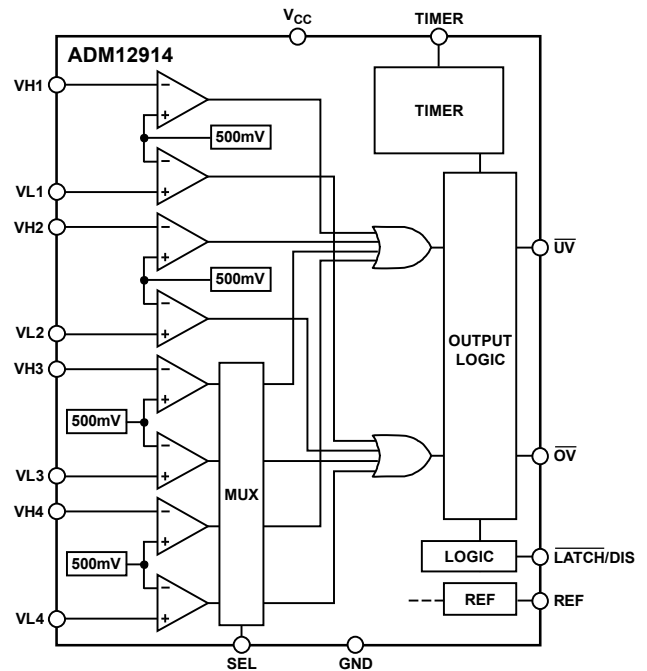 VCC
TIMER
ADM12914
VH1
TIMER
500mV
VL1
VH2
UV
500mV
OUTPUT
LOGIC
VL2
VH3
500mV
OV
VL3
MUX
VH4
LOGIC
LATCH/DIS
500mV
REF
REF
VL4
SEL
GND